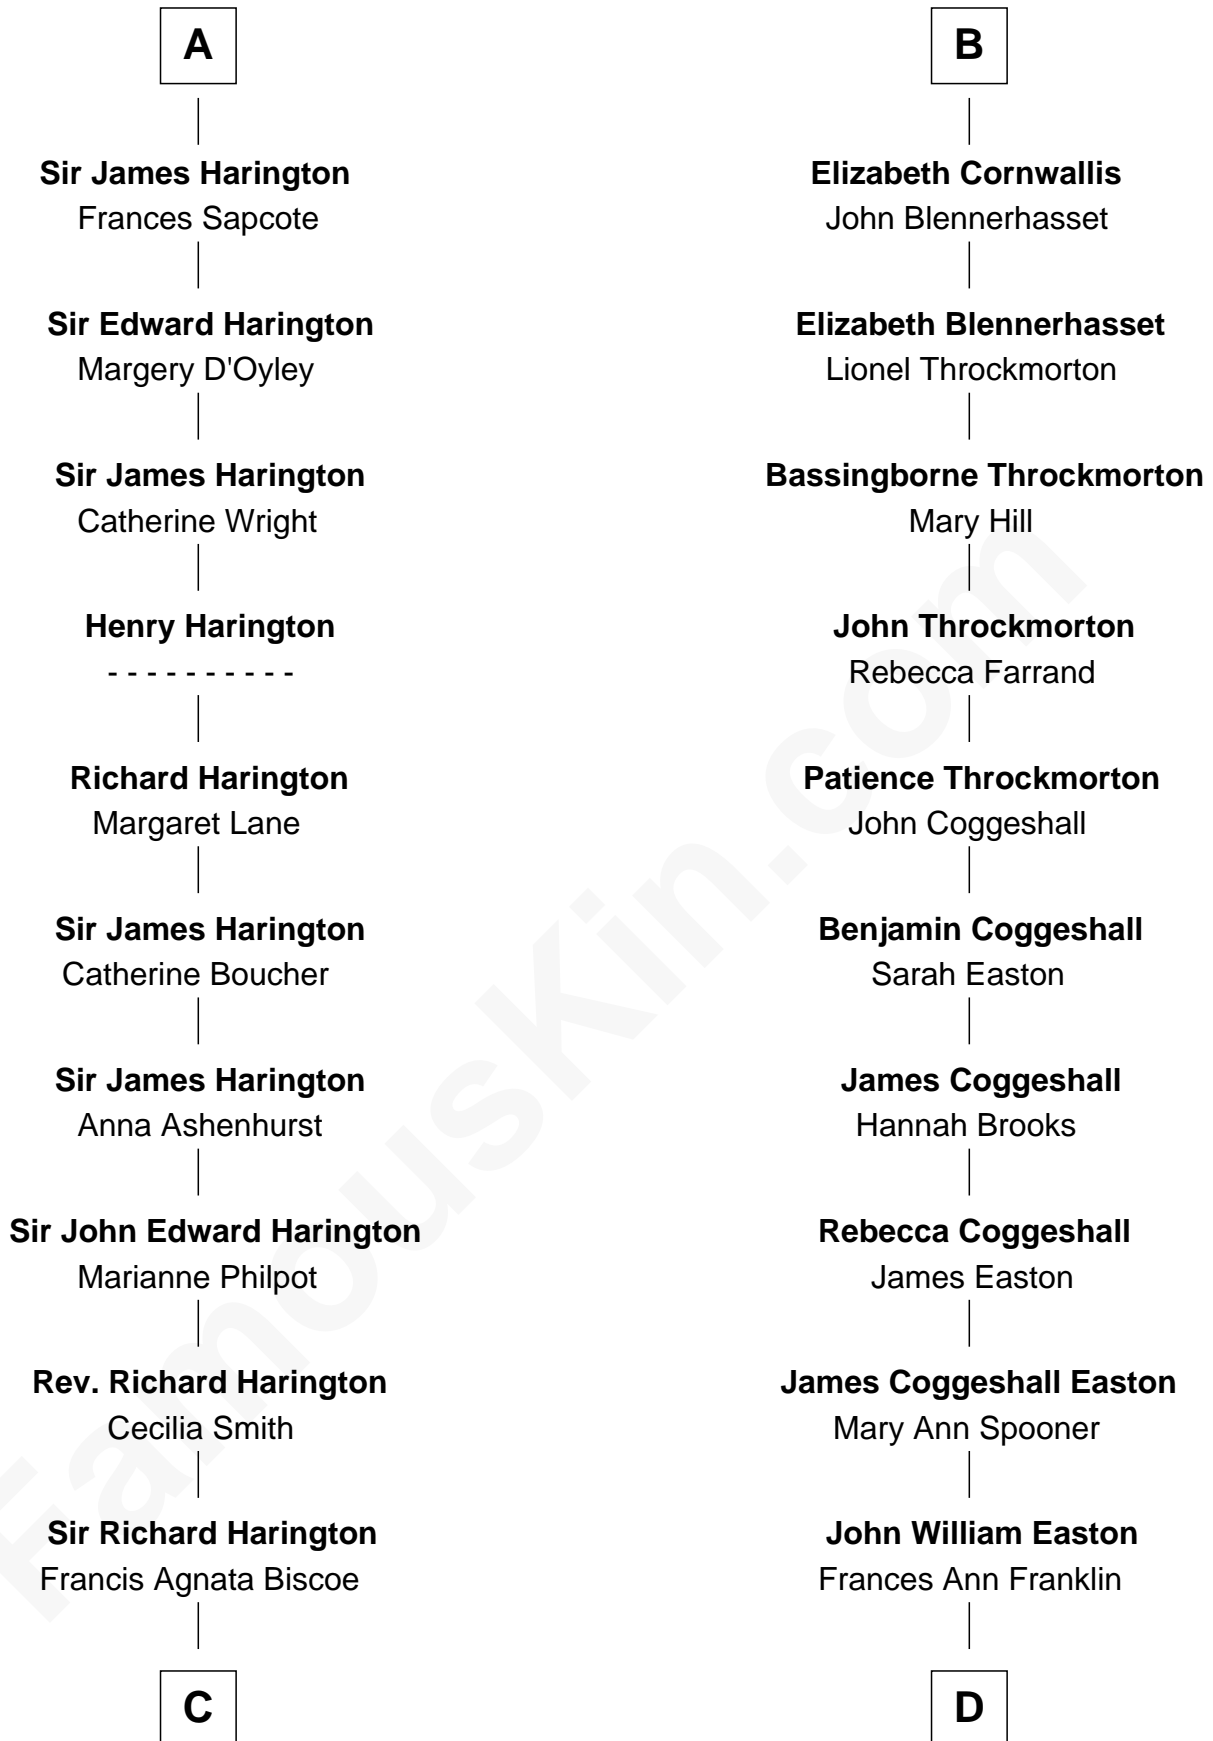 A
Sir James Harington
Frances Sapcote
Sir Edward Harington
Margery D'Oyley
Sir James Harington
Catherine Wright
Henry Harington
- - - - - - - - - -
Richard Harington
Margaret Lane
Sir James Harington
Catherine Boucher
Sir James Harington
Anna Ashenhurst
Sir John Edward Harington
Marianne Philpot
Rev. Richard Harington
Cecilia Smith
Sir Richard Harington
Francis Agnata Biscoe
C
B
Elizabeth Cornwallis
John Blennerhasset
Elizabeth Blennerhasset
Lionel Throckmorton
Bassingborne Throckmorton
Mary Hill
John Throckmorton
Rebecca Farrand
Patience Throckmorton
John Coggeshall
Benjamin Coggeshall
Sarah Easton
James Coggeshall
Hannah Brooks
Rebecca Coggeshall
James Easton
James Coggeshall Easton
Mary Ann Spooner
John William Easton
Frances Ann Franklin
D
FamousKin.com